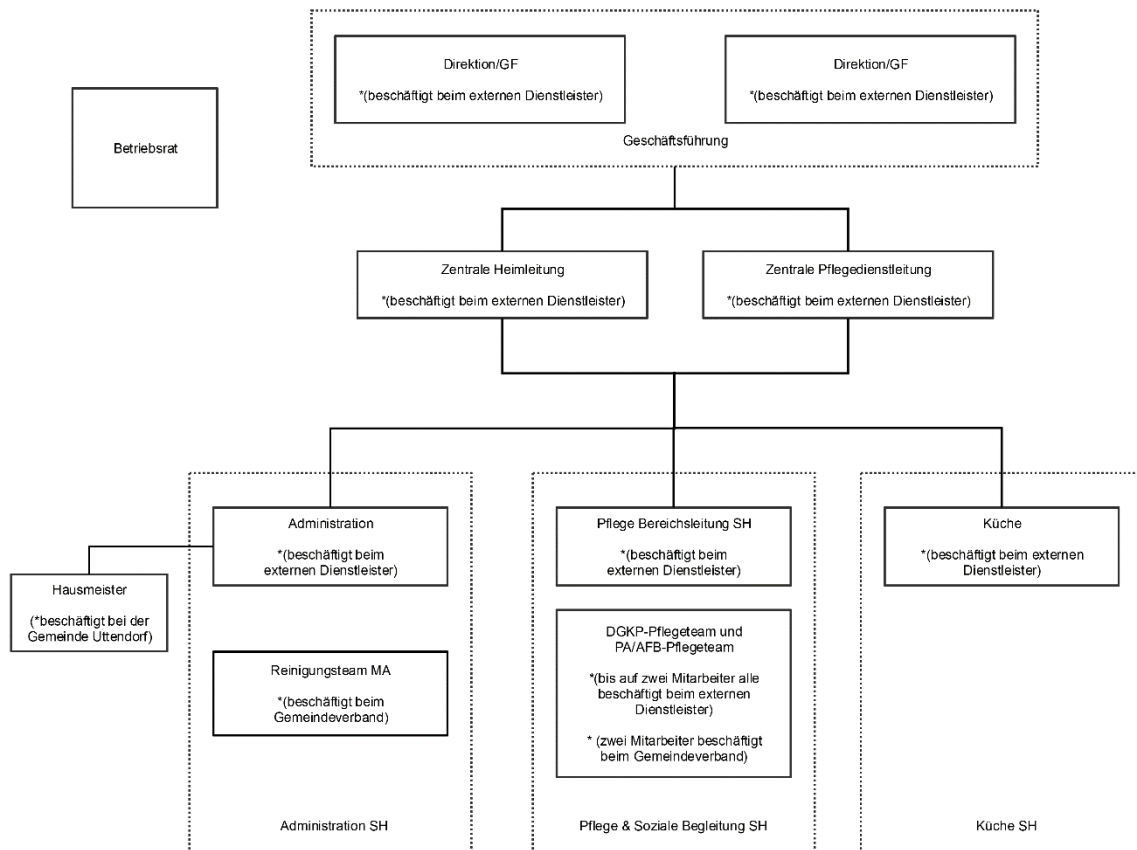 Direktion/GF
*(beschäftigt beim externen Dienstleister)
Direktion/GF
*(beschäftigt beim externen Dienstleister)
Geschäftsführung
Betriebsrat
Zentrale Heimleitung
*(beschäftigt beim externen Dienstleister)
Zentrale Pflegedienstleitung
*(beschäftigt beim externen Dienstleister)
Administration
*(beschäftigt beim
externen Dienstleister)
Hausmeister
(*beschäftigt bei der
Gemeinde Uttendorf)
Reinigungsteam MA
*(beschäftigt beim
Gemeindeverband)
Administration SH
Pflege Bereichsleitung SH
*(beschäftigt beim
externen Dienstleister)
DGKP-Pflegeteam und
PA/AFB-Pflegeteam
*(bis auf zwei Mitarbeiter alle
beschäftigt beim externen
Dienstleister)
* (zwei Mitarbeiter beschäftigt
beim Gemeindeverband)
Pflege & Soziale Begleitung SH
Küche
*(beschäftigt beim externen
Dienstleister)
Küche SH